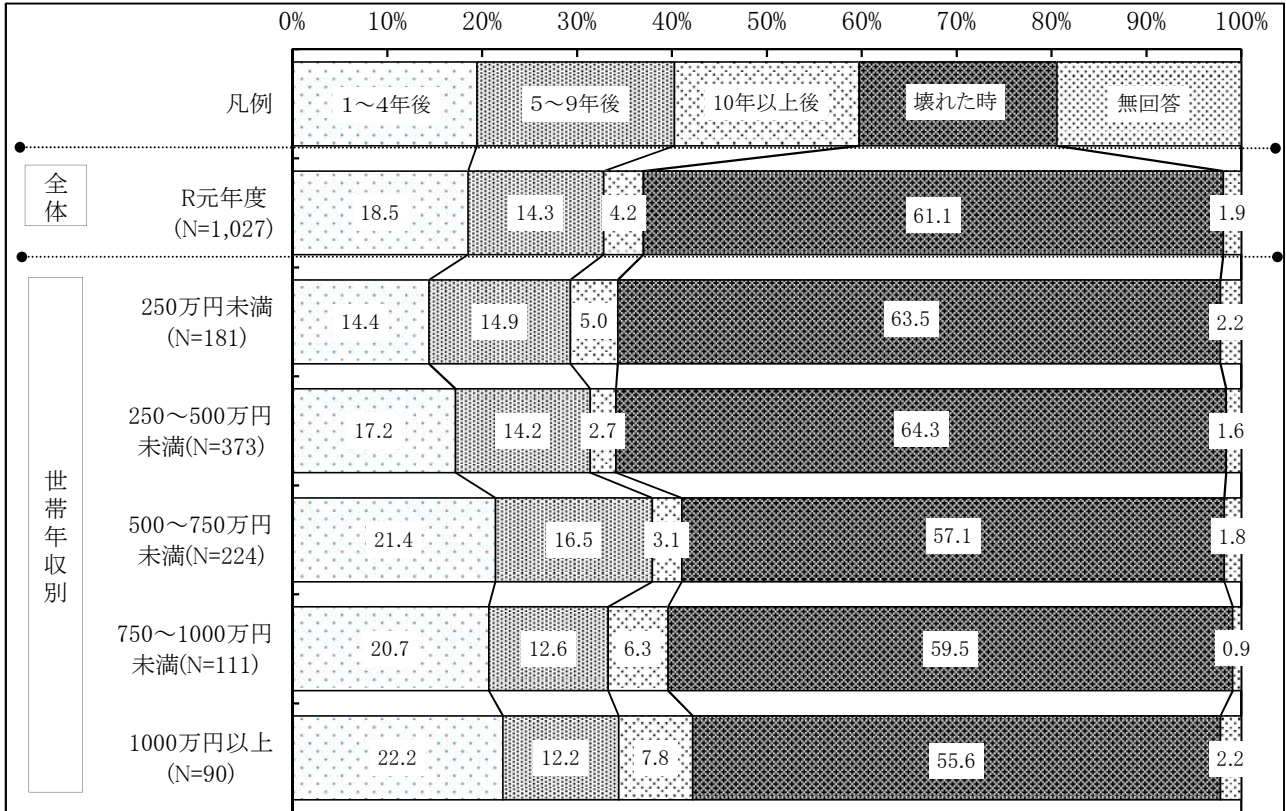 0% 10% 20% 30% 40% 50% 60% 70% 80% 90% 100%
凡例 1～4年後 5～9年後 10年以上後 壊れた時 無回答
全体
R元年度
(N=1,027)
18.5 14.3 4.2 61.1 1.9
世帯年収別
250万円未満
(N=181)
14.4 14.9 5.0 63.5 2.2
250～500万円
未満(N=373)
17.2 14.2 2.7 64.3 1.6
500～750万円
未満(N=224)
21.4 16.5 3.1 57.1 1.8
750～1000万円
未満(N=111)
20.7 12.6 6.3 59.5 0.9
1000万円以上
(N=90)
22.2 12.2 7.8 55.6 2.2